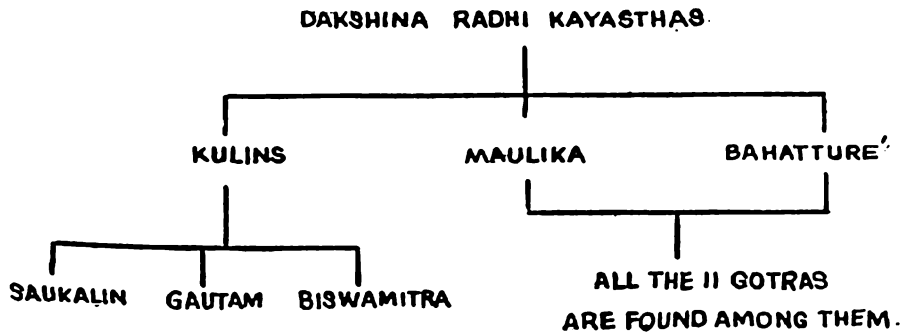 DAKSHINA RADHI KAYASTHAS
KULINS MAULIKA BAHATTURE'
SAUKALIN GAUTAM BISWAMITRA
ALL THE 11 GOTRAS
ARE FOUND AMONG THEM.